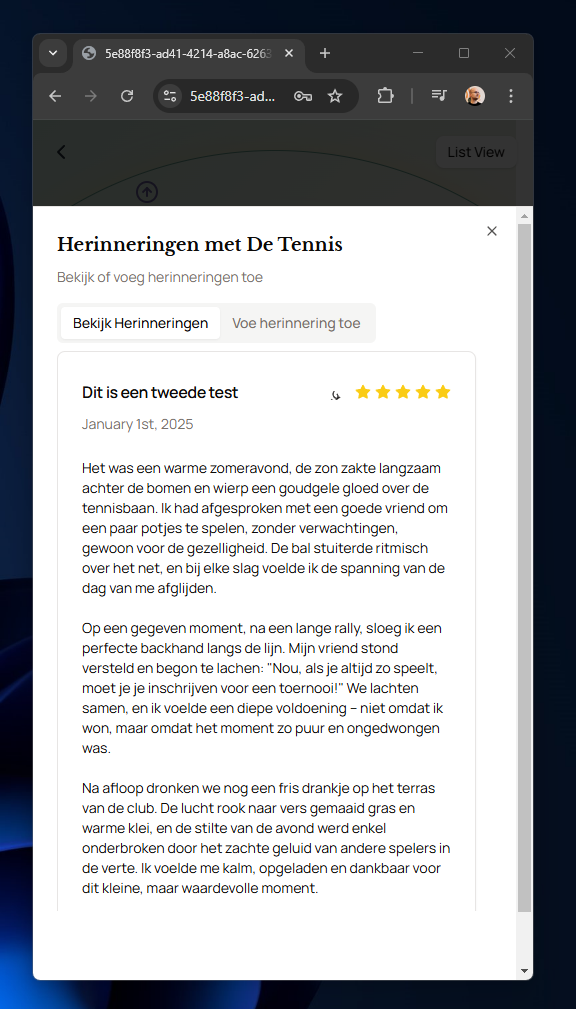 5e88f8f3-ad41-4214-a8ac-6263
5e88f8f3-ad...
List View
Herinneringen met De Tennis
Bekijk of voeg herinneringen toe
Bekijk Herinneringen
Voe herinnering toe
Dit is een tweede test
January 1st, 2025
Het was een warme zomeravond, de zon zakte langzaam
achter de bomen en wierp een goudgele gloed over de
tennisbaan. Ik had afgesproken met een goede vriend om
een paar potjes te spelen, zonder verwachtingen,
gewoon voor de gezelligheid. De bal stuiterde ritmisch
over het net, en bij elke slag voelde ik de spanning van de
dag van me afglijden.
Op een gegeven moment, na een lange rally, sloeg ik een
perfecte backhand langs de lijn. Mijn vriend stond
versteld en begon te lachen: "Nou, als je altijd zo speelt,
moet je je inschrijven voor een toernooi!" We lachten
samen, en ik voelde een diepe voldoening – niet omdat ik
won, maar omdat het moment zo puur en ongedwongen
was.
Na afloop dronken we nog een fris drankje op het terras
van de club. De lucht rook naar vers gemaaid gras en
warme klei, en de stilte van de avond werd enkel
onderbroken door het zachte geluid van andere spelers in
de verte. Ik voelde me kalm, opgeladen en dankbaar voor
dit kleine, maar waardevolle moment.